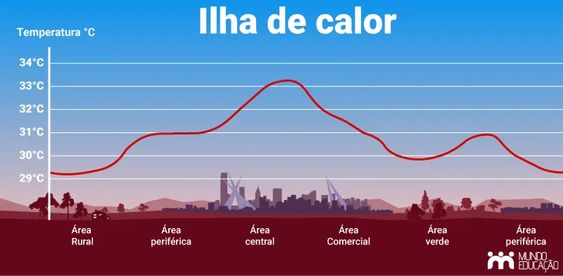 Ilha de calor
Temperatura °C
34°C
33°C
32°C
31°C
30°C
29°C
Área Rural
Área periférica
Área central
Área Comercial
Área verde
Área periférica
MUNDO
EDUCAÇÃO